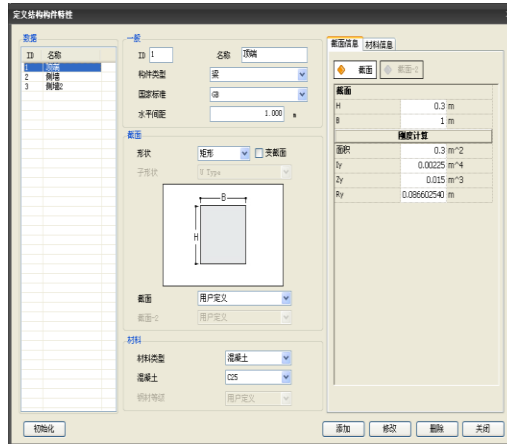 定义结构构件特性
数据
ID 名称
1 顶端
2 侧墙
3 侧墙2
初始化
一般
ID 1 名称 顶端
构件类型 梁
国家标准 GB
水平间距 1.000 m
截面
形状 矩形 变截面
子形状 U Type
B
H
截面 用户定义
截面-2 用户定义
材料
材料类型 混凝土
混凝土 C25
钢材等级 用户定义
截面信息 材料信息
截面 截面-2
截面
H 0.3 m
B 1 m
刚度计算
面积 0.3 m^2
Iy 0.00225 m^4
Zy 0.015 m^3
Ry 0.086602540 m
添加 修改 删除 关闭